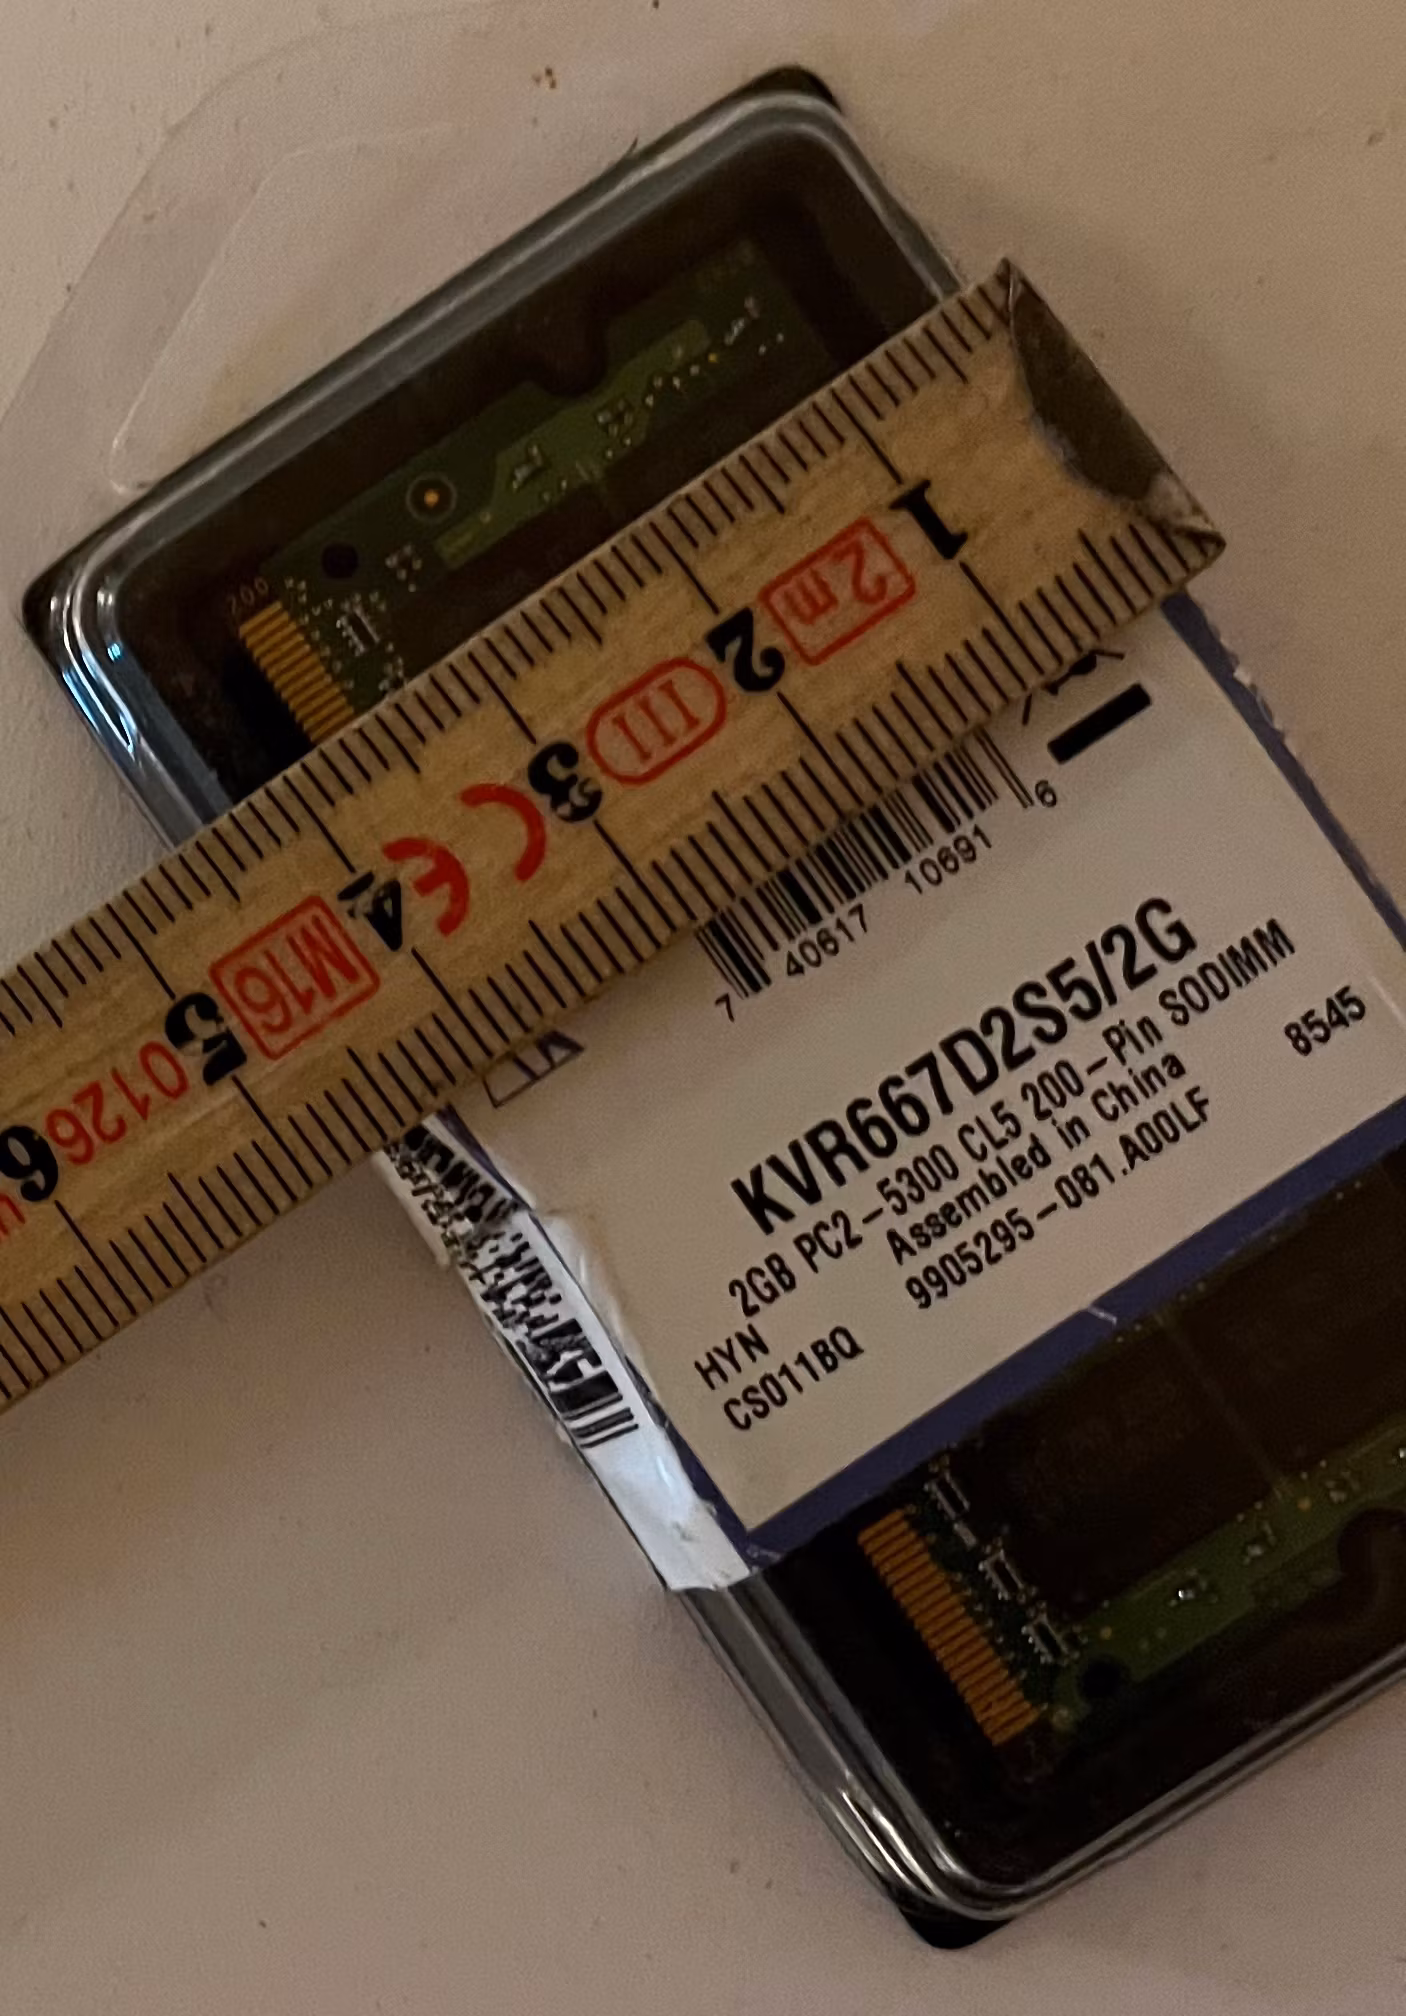 200
1
2
3
4
5
6
2m
III
CE
M16
0126
7 40617 10691 6
KVR667D2S5/2G
2GB PC2-5300 CL5 200-Pin SODIMM
Assembled in China
HYN 9905295-081.A00LF 8545
CS011BQ